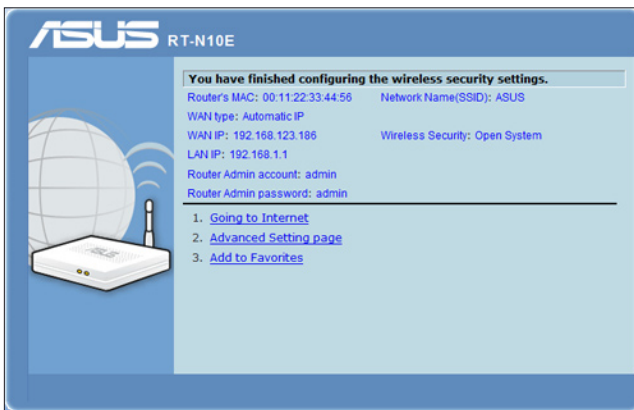 ASUS RT-N10E
You have finished configuring the wireless security settings.
Router's MAC: 00:11:22:33:44:56 Network Name(SSID): ASUS
WAN type: Automatic IP
WAN IP: 192.168.123.186 Wireless Security: Open System
LAN IP: 192.168.1.1
Router Admin account: admin
Router Admin password: admin
1. Going to Internet
2. Advanced Setting page
3. Add to Favorites
ASUS